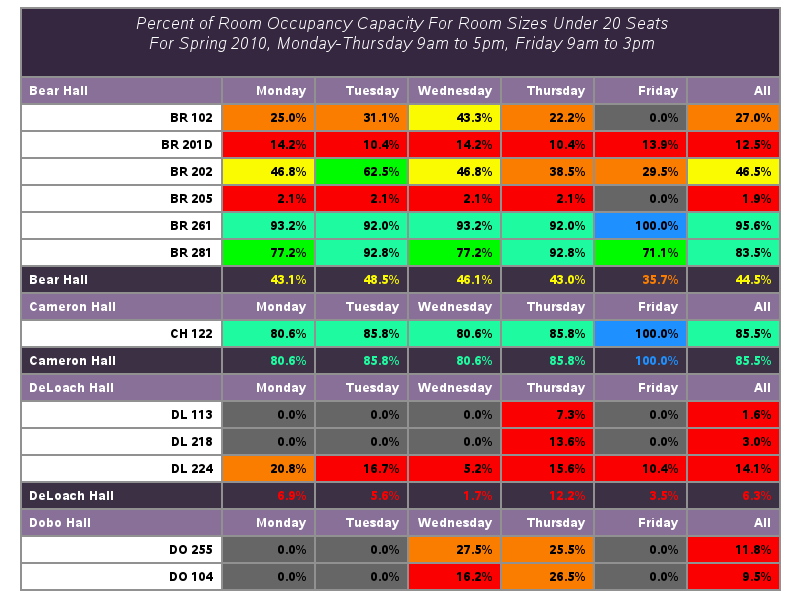 Percent of Room Occupancy Capacity For Room Sizes Under 20 Seats
For Spring 2010, Monday-Thursday 9am to 5pm, Friday 9am to 3pm
Bear Hall Monday Tuesday Wednesday Thursday Friday All
BR 102 25.0% 31.1% 43.3% 22.2% 0.0% 27.0%
BR 201D 14.2% 10.4% 14.2% 10.4% 13.9% 12.5%
BR 202 46.8% 62.5% 46.8% 38.5% 29.5% 46.5%
BR 205 2.1% 2.1% 2.1% 2.1% 0.0% 1.9%
BR 261 93.2% 92.0% 93.2% 92.0% 100.0% 95.6%
BR 281 77.2% 92.8% 77.2% 92.8% 71.1% 83.5%
Bear Hall 43.1% 48.5% 46.1% 43.0% 35.7% 44.5%
Cameron Hall Monday Tuesday Wednesday Thursday Friday All
CH 122 80.6% 85.8% 80.6% 85.8% 100.0% 85.5%
Cameron Hall 80.6% 85.8% 80.6% 85.8% 100.0% 85.5%
DeLoach Hall Monday Tuesday Wednesday Thursday Friday All
DL 113 0.0% 0.0% 0.0% 7.3% 0.0% 1.6%
DL 218 0.0% 0.0% 0.0% 13.6% 0.0% 3.0%
DL 224 20.8% 16.7% 5.2% 15.6% 10.4% 14.1%
DeLoach Hall 6.9% 5.6% 1.7% 12.2% 3.5% 6.3%
Dobo Hall Monday Tuesday Wednesday Thursday Friday All
DO 255 0.0% 0.0% 27.5% 25.5% 0.0% 11.8%
DO 104 0.0% 0.0% 16.2% 26.5% 0.0% 9.5%